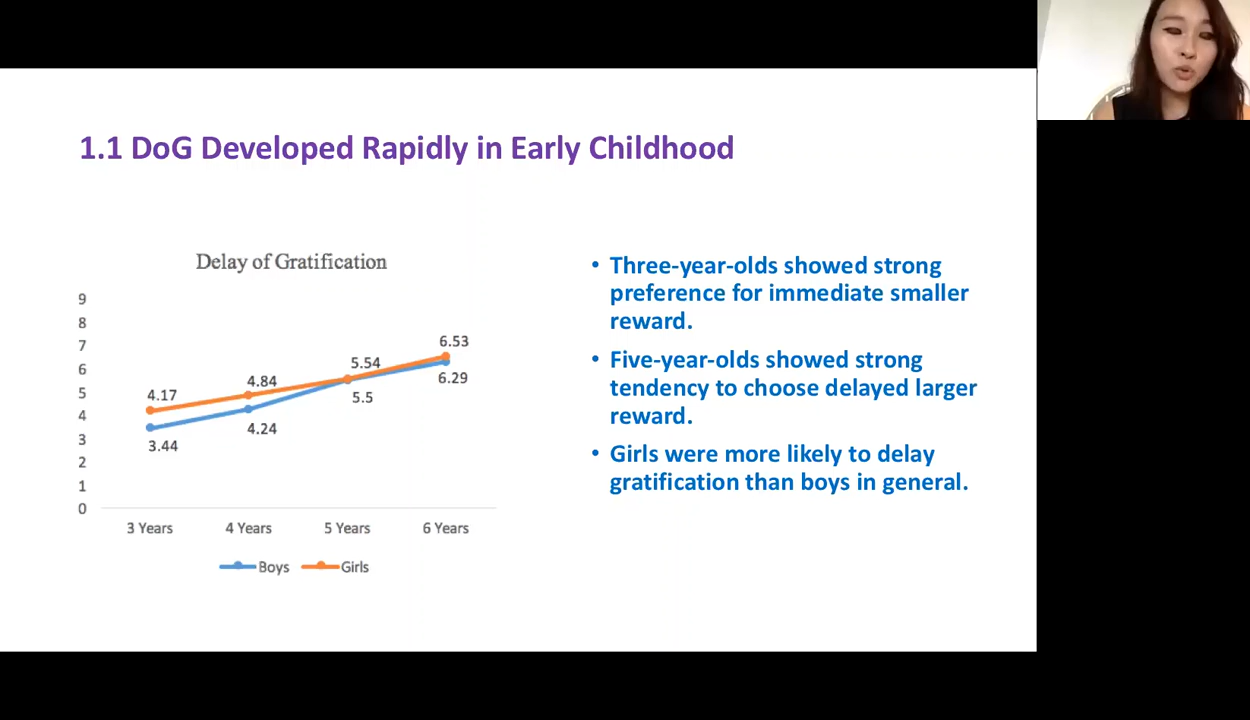 1.1 DoG Developed Rapidly in Early Childhood
Delay of Gratification
9
8
7
6
5
4
3
2
1
0
4.17
4.84
5.54
6.53
3.44
4.24
5.5
6.29
3 Years
4 Years
5 Years
6 Years
Boys
Girls
• Three-year-olds showed strong
preference for immediate smaller
reward.
• Five-year-olds showed strong
tendency to choose delayed larger
reward.
• Girls were more likely to delay
gratification than boys in general.